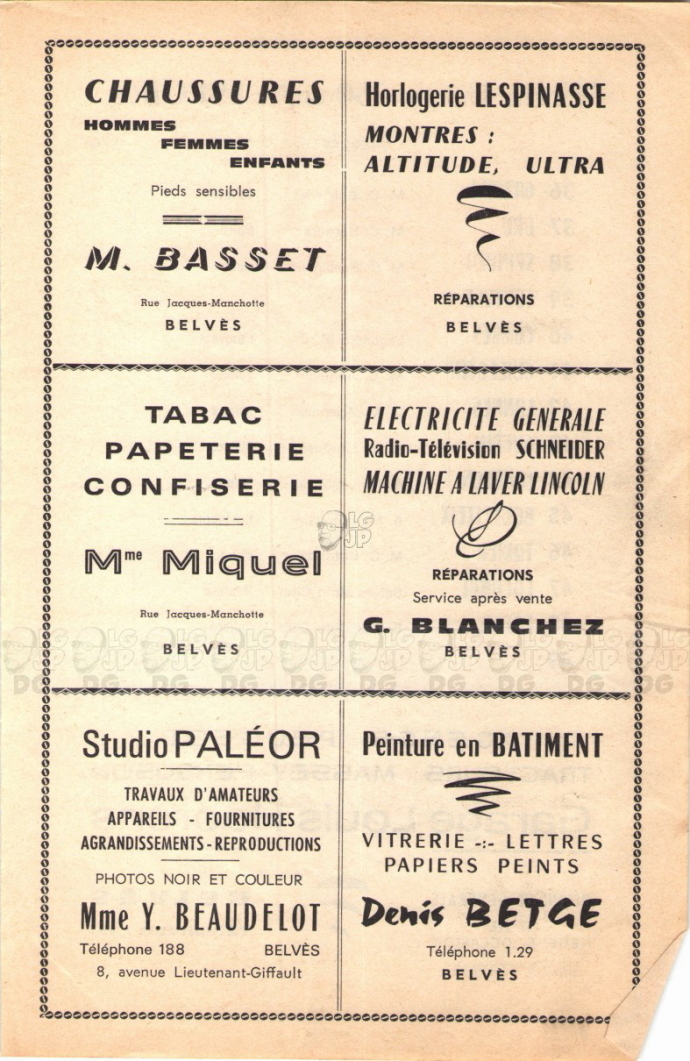 CHAUSSURES
HOMMES
FEMMES
ENFANTS
Pieds sensibles
M. BASSET
Rue Jacques-Manchotte
BELVÈS
Horlogerie LESPINASSE
MONTRES :
ALTITUDE, ULTRA
RÉPARATIONS
BELVÈS
TABAC
PAPETERIE
CONFISERIE
Mme Miquel
Rue Jacques-Manchotte
BELVÈS
ELECTRICITE GENERALE
Radio-Télévision SCHNEIDER
MACHINE A LAVER LINCOLN
RÉPARATIONS
Service après vente
G. BLANCHEZ
BELVÈS
Studio PALÉOR
TRAVAUX D'AMATEURS
APPAREILS - FOURNITURES
AGRANDISSEMENTS - REPRODUCTIONS
PHOTOS NOIR ET COULEUR
Mme Y. BEAUDELOT
Téléphone 188 BELVÈS
8, avenue Lieutenant-Giffault
Peinture en BATIMENT
VITRERIE -:- LETTRES
PAPIERS PEINTS
Denis BETGE
Téléphone 1.29
BELVÈS
LG
JP
DG